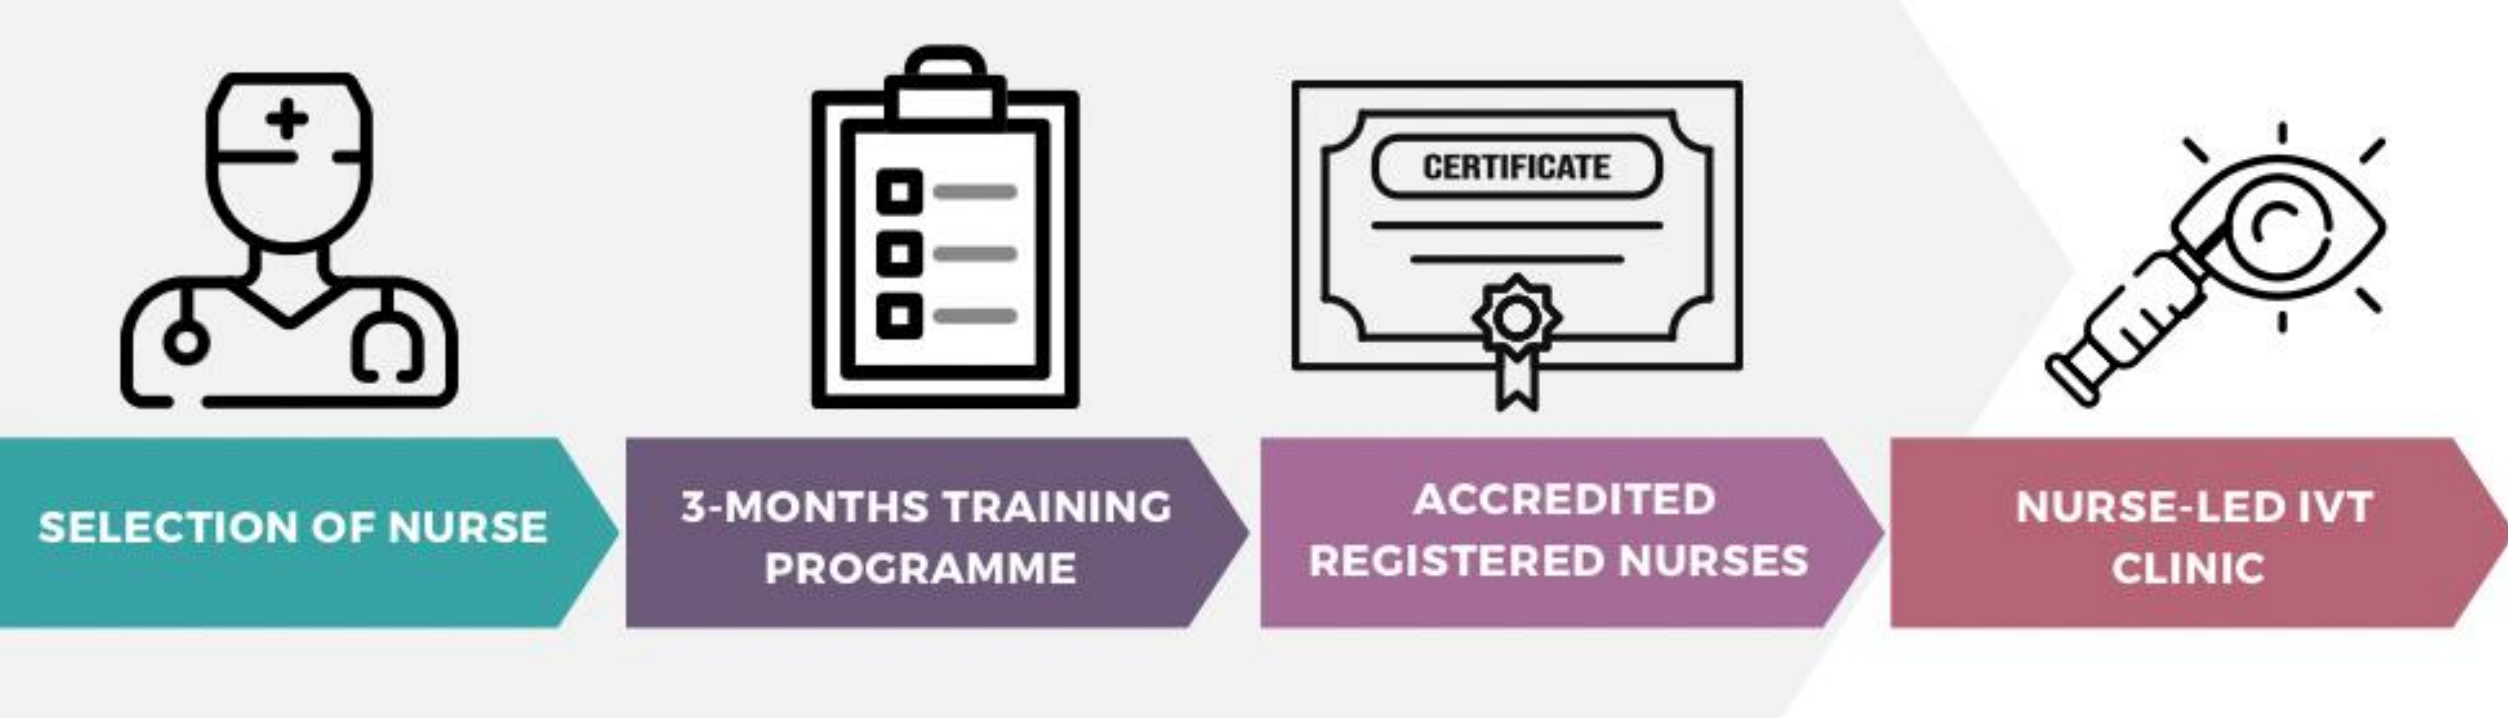 CERTIFICATE
SELECTION OF NURSE
3-MONTHS TRAINING
PROGRAMME
ACCREDITED
REGISTERED NURSES
NURSE-LED IVT
CLINIC